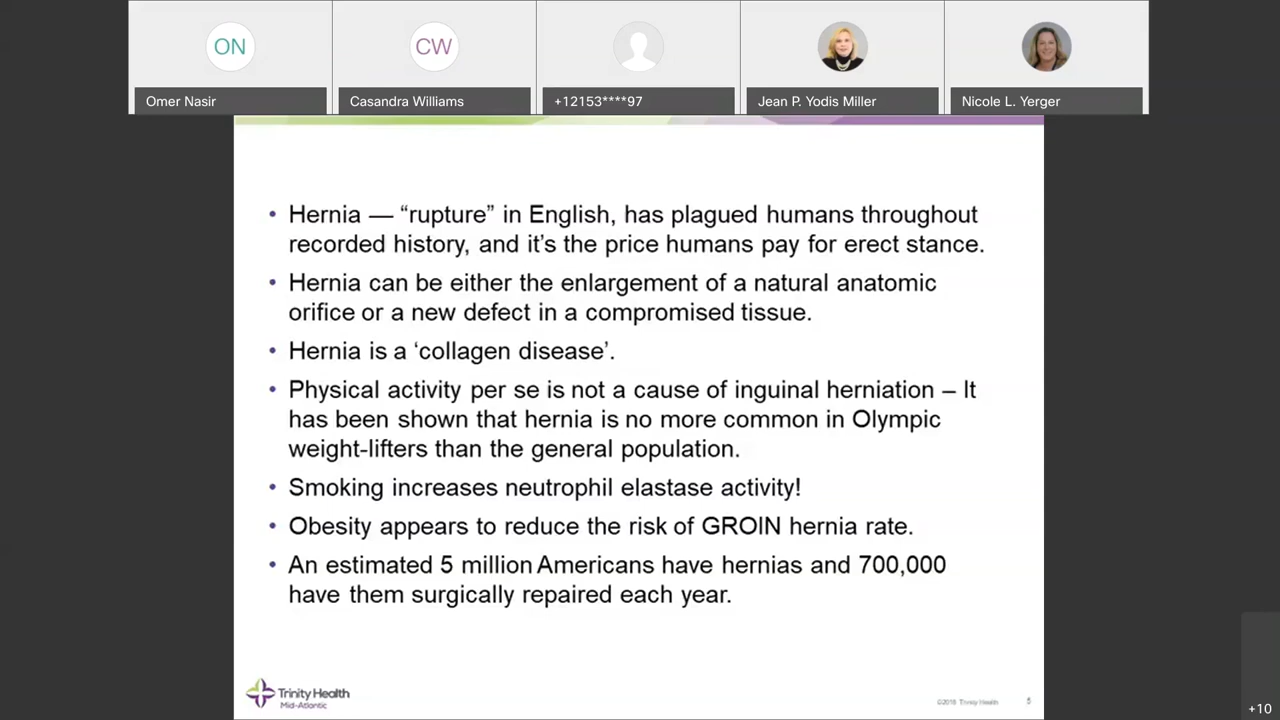 ON
CW
Omer Nasir
Casandra Williams
+12153****97
Jean P. Yodis Miller
Nicole L. Yerger
• Hernia — “rupture” in English, has plagued humans throughout
recorded history, and it’s the price humans pay for erect stance.
• Hernia can be either the enlargement of a natural anatomic
orifice or a new defect in a compromised tissue.
• Hernia is a ‘collagen disease’.
• Physical activity per se is not a cause of inguinal herniation – It
has been shown that hernia is no more common in Olympic
weight-lifters than the general population.
• Smoking increases neutrophil elastase activity!
• Obesity appears to reduce the risk of GROIN hernia rate.
• An estimated 5 million Americans have hernias and 700,000
have them surgically repaired each year.
Trinity Health
Mid-Atlantic
©2018 Trinity Health
5
+10